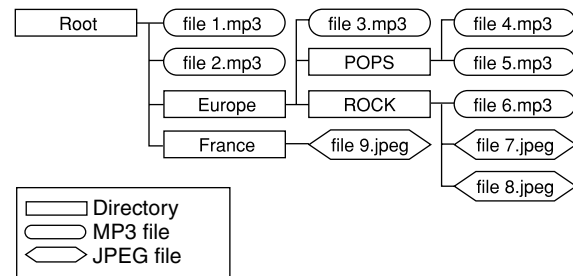 Root file 1.mp3 file 3.mp3 file 4.mp3
file 2.mp3 POPS file 5.mp3
Europe ROCK file 6.mp3
France file 9.jpeg file 7.jpeg
file 8.jpeg
Directory
MP3 file
JPEG file